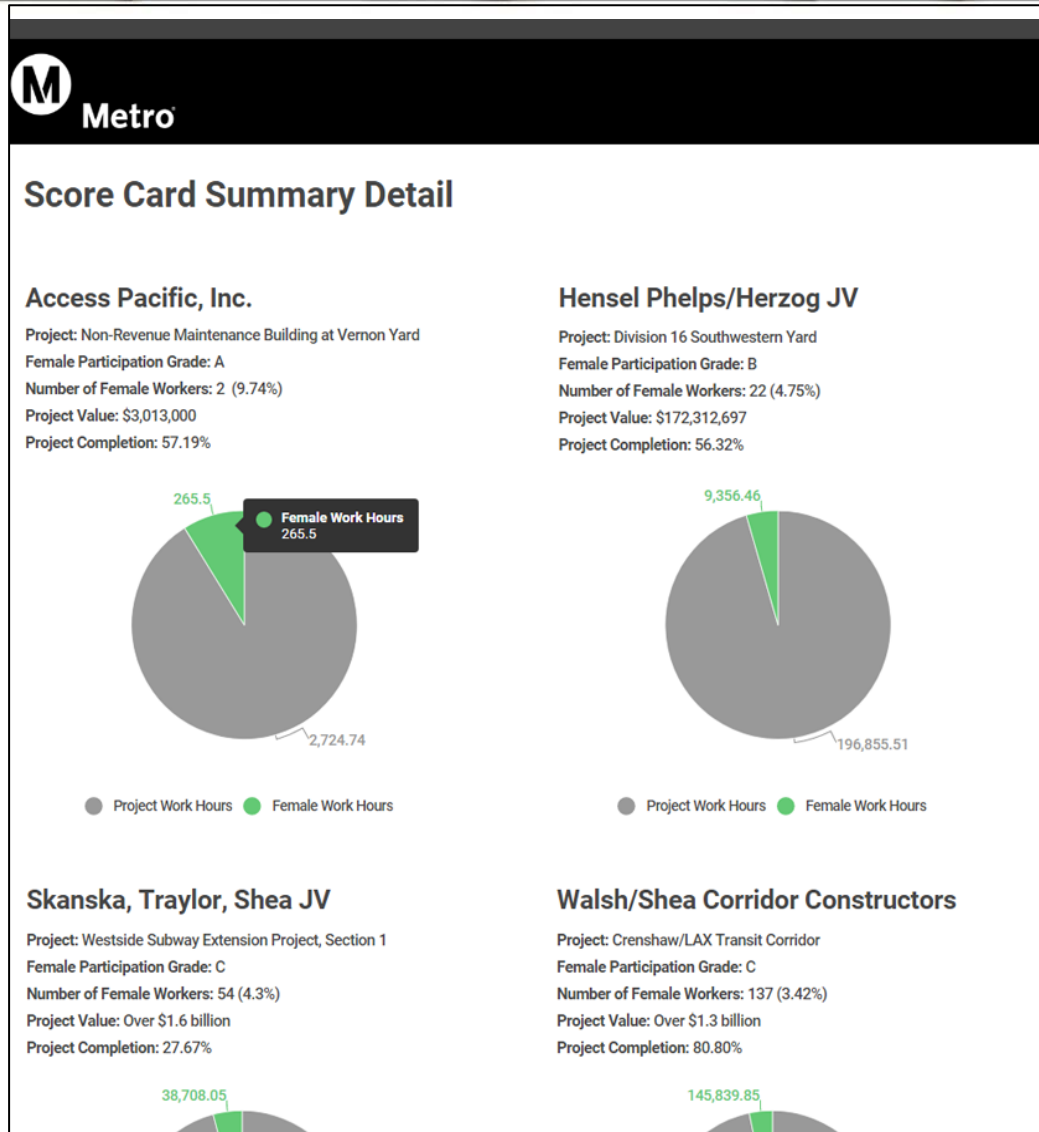 M
Metro
Score Card Summary Detail
Access Pacific, Inc.
Project: Non-Revenue Maintenance Building at Vernon Yard
Female Participation Grade: A
Number of Female Workers: 2 (9.74%)
Project Value: $3,013,000
Project Completion: 57.19%
265.5
Female Work Hours
265.5
2,724.74
Project Work Hours
Female Work Hours
Hensel Phelps/Herzog JV
Project: Division 16 Southwestern Yard
Female Participation Grade: B
Number of Female Workers: 22 (4.75%)
Project Value: $172,312,697
Project Completion: 56.32%
9,356.46
196,855.51
Project Work Hours
Female Work Hours
Skanska, Traylor, Shea JV
Project: Westside Subway Extension Project, Section 1
Female Participation Grade: C
Number of Female Workers: 54 (4.3%)
Project Value: Over $1.6 billion
Project Completion: 27.67%
38,708.05
Walsh/Shea Corridor Constructors
Project: Crenshaw/LAX Transit Corridor
Female Participation Grade: C
Number of Female Workers: 137 (3.42%)
Project Value: Over $1.3 billion
Project Completion: 80.80%
145,839.85